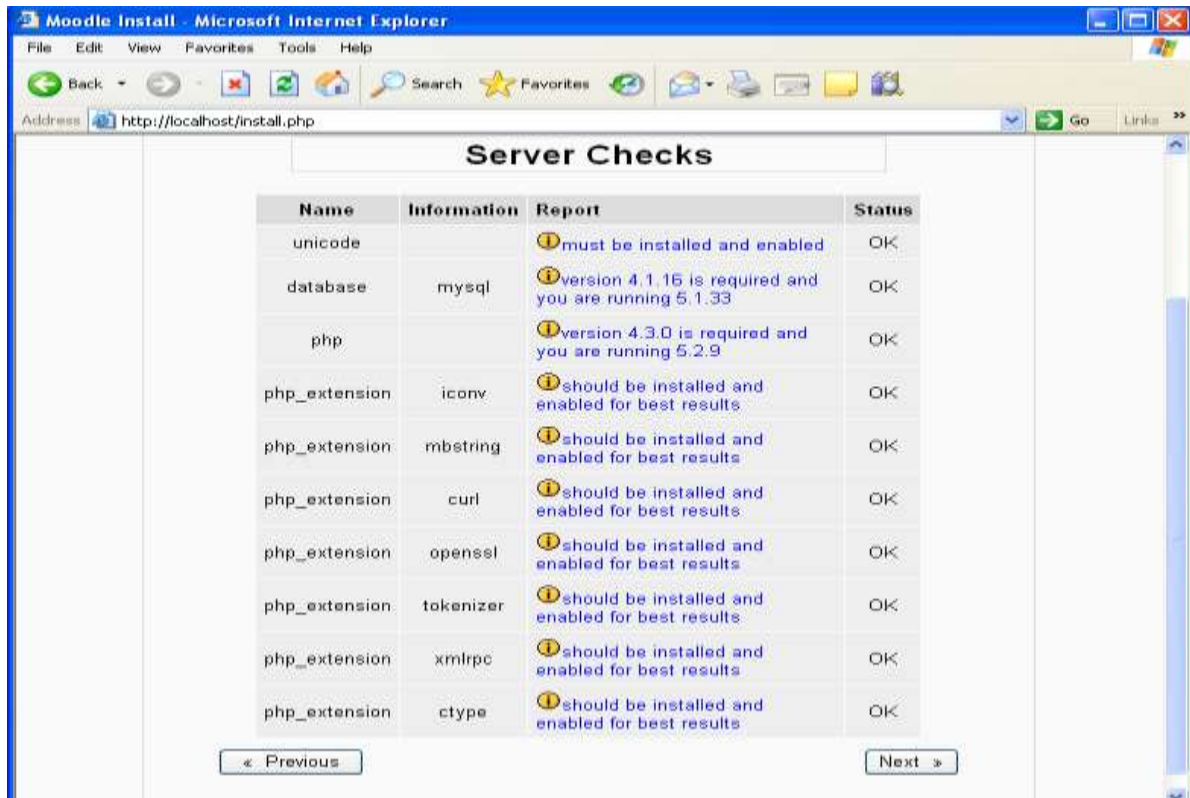 Moodle Install - Microsoft Internet Explorer
File Edit View Favorites Tools Help
Back Search Favorites
Address http://localhost/install.php Go Links »
Server Checks
Name Information Report Status
unicode must be installed and enabled OK
database mysql version 4.1.16 is required and
you are running 5.1.33 OK
php version 4.3.0 is required and
you are running 5.2.9 OK
php_extension iconv should be installed and
enabled for best results OK
php_extension mbstring should be installed and
enabled for best results OK
php_extension curl should be installed and
enabled for best results OK
php_extension openssl should be installed and
enabled for best results OK
php_extension tokenizer should be installed and
enabled for best results OK
php_extension xmlrpc should be installed and
enabled for best results OK
php_extension ctype should be installed and
enabled for best results OK
« Previous Next »